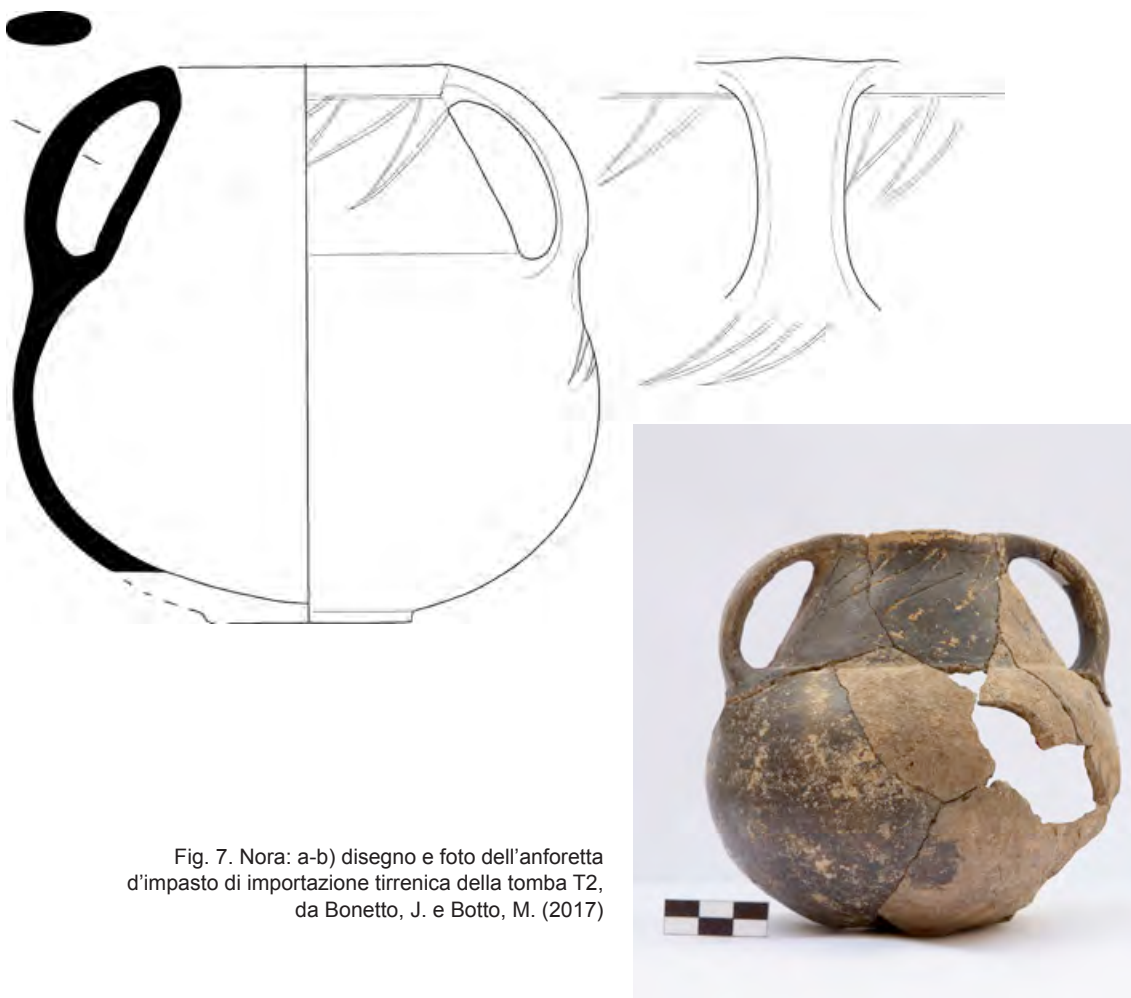 Fig. 7. Nora: a-b) disegno e foto dell'anforetta
d'impasto di importazione tirrenica della tomba T2,
da Bonetto, J. e Botto, M. (2017)